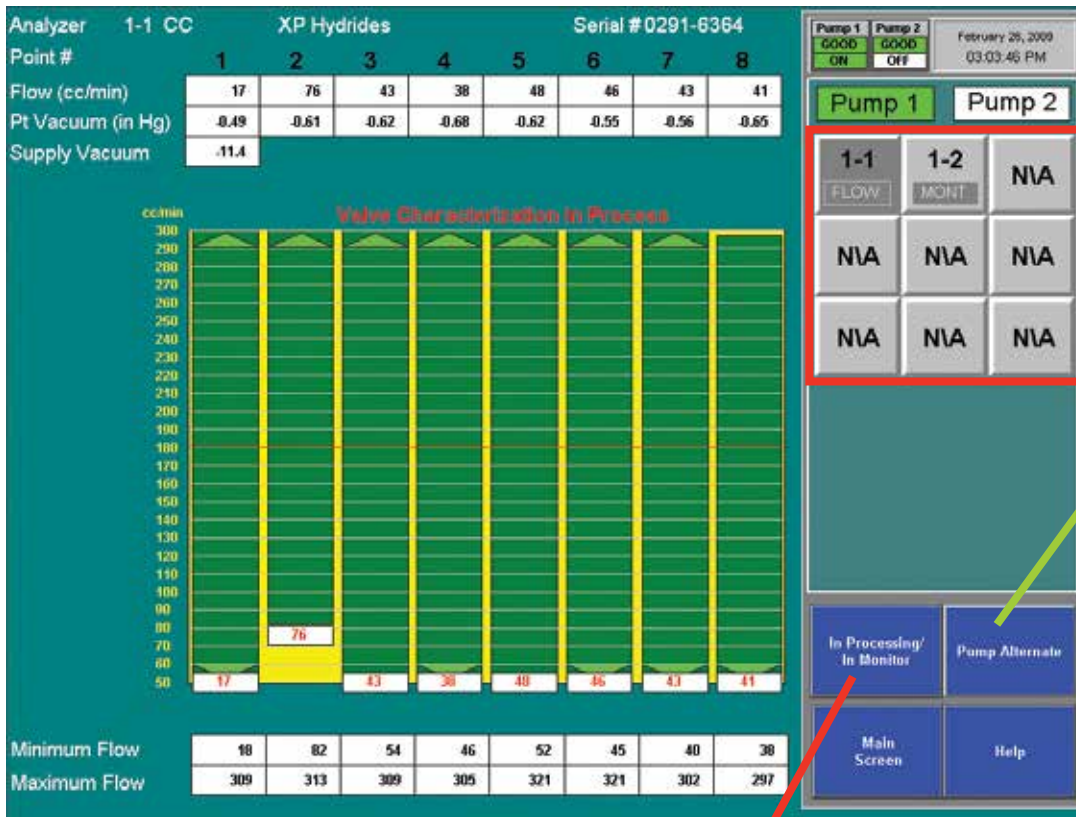 Analyzer 1-1 CC XP Hydrides Serial # 0291-6364
Point # 1 2 3 4 5 6 7 8
Flow (cc/min) 17 76 43 38 48 46 43 41
Pt Vacuum (in Hg) -0.49 -0.61 -0.62 -0.68 -0.62 -0.55 -0.56 -0.65
Supply Vacuum -11.4
cc/min
Valve Characterization In Process
300
290
280
270
260
250
240
230
220
210
200
190
180
170
160
150
140
130
120
110
100
90
80
70
60
50
76
17 43 38 48 46 43 41
Minimum Flow 18 82 54 46 52 45 40 38
Maximum Flow 309 313 309 305 321 321 302 297
Pump 1 Pump 2
GOOD GOOD
ON OFF
February 26, 2009
03:03:46 PM
Pump 1 Pump 2
1-1 1-2 N\A
FLOW MONT
N\A N\A N\A
N\A N\A N\A
In Processing/
In Monitor
Pump Alternate
Main
Screen
Help